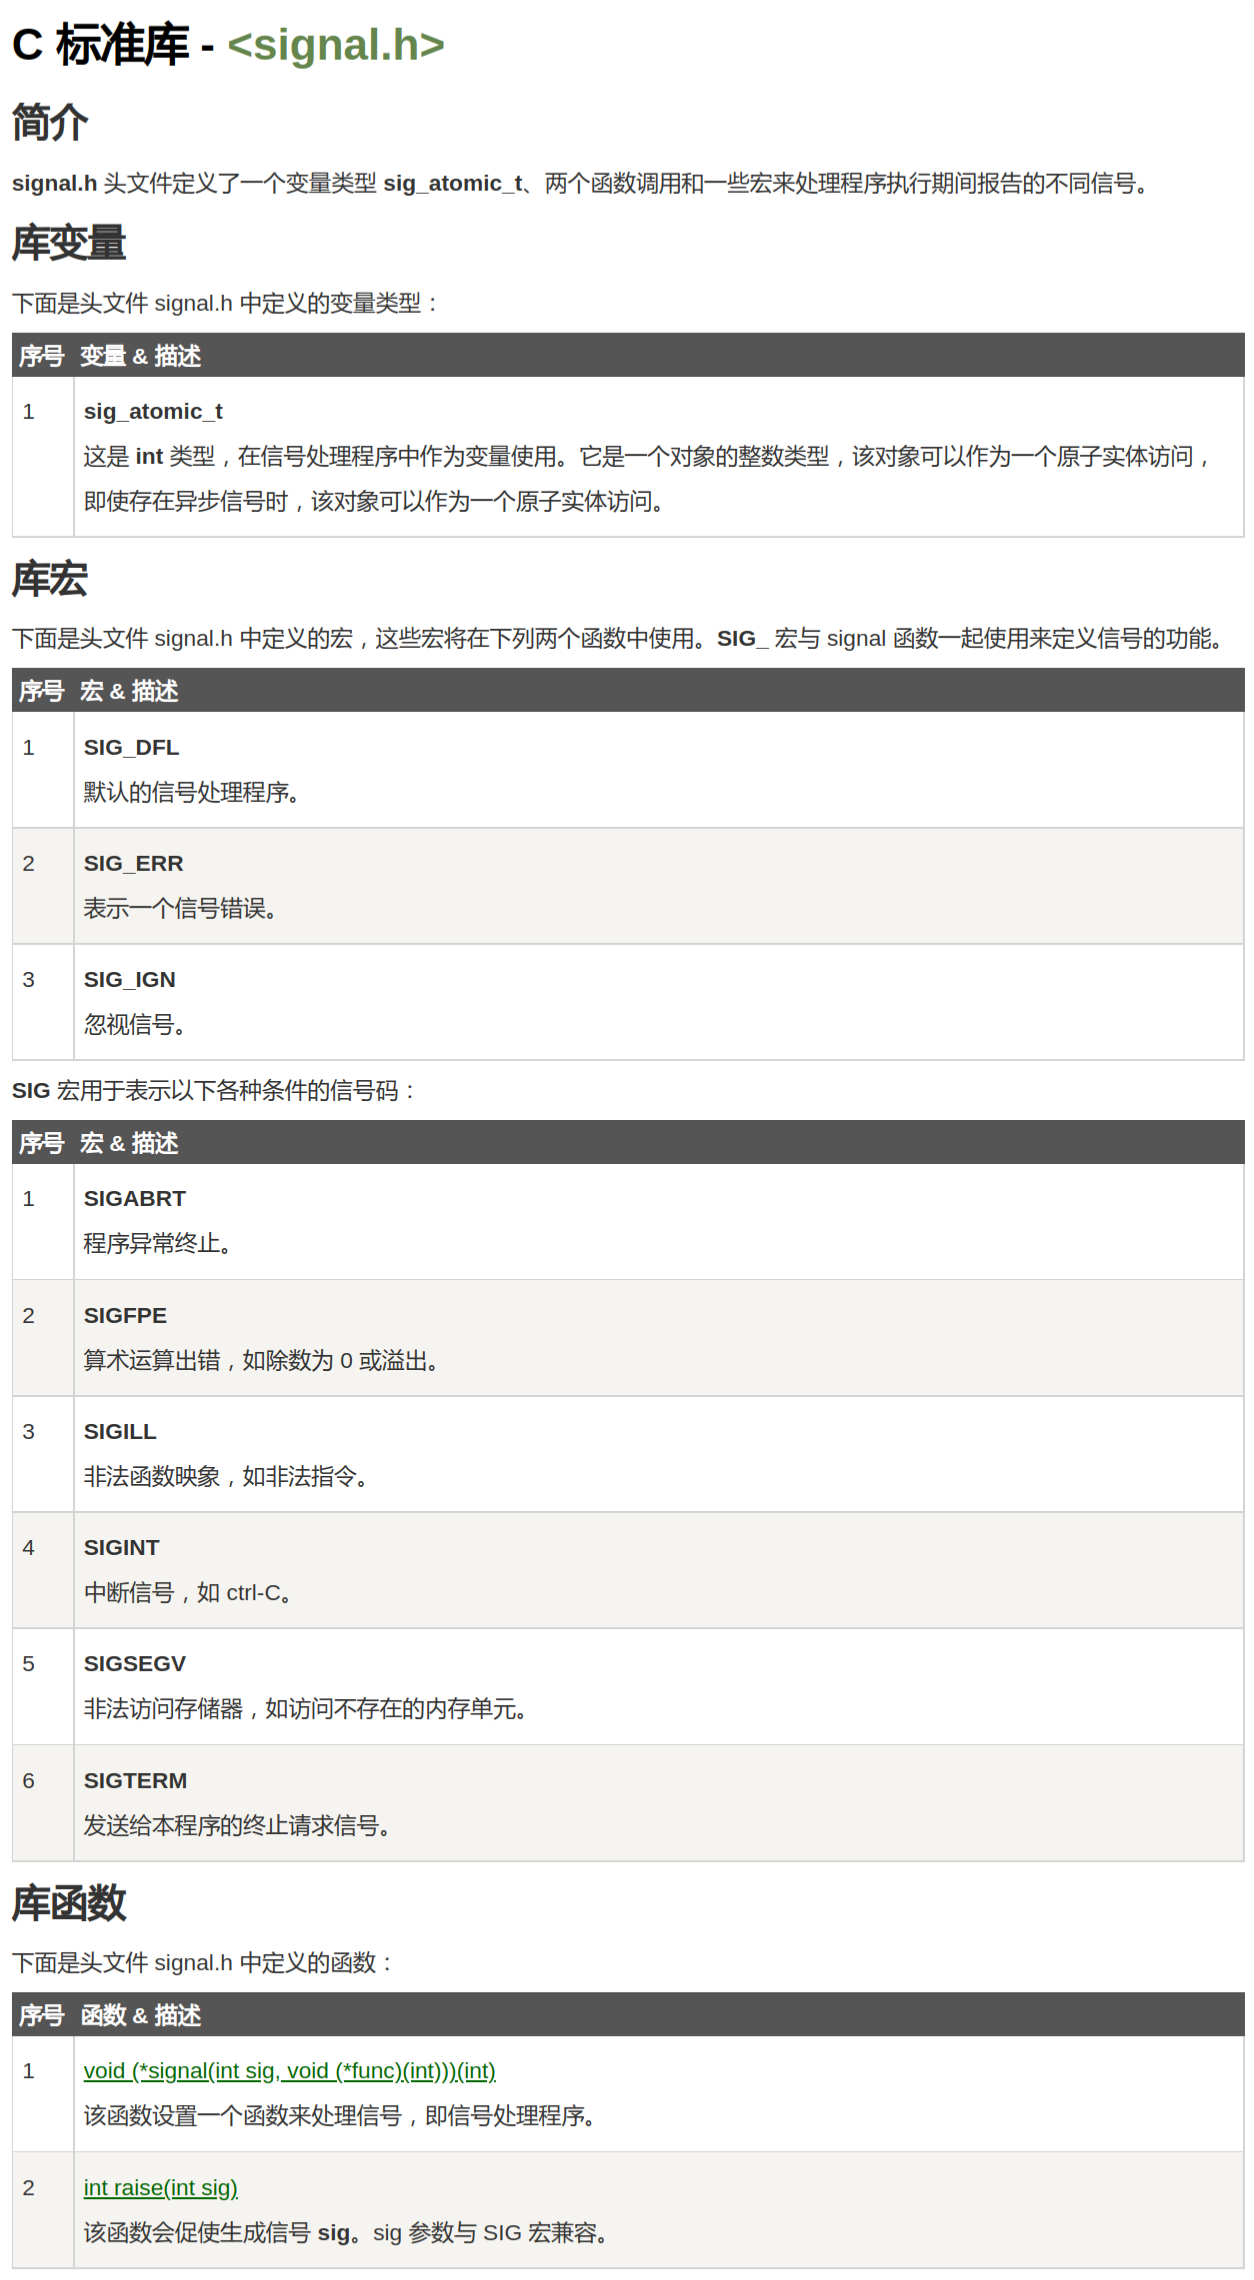 C 标准库 - <signal.h>
简介
signal.h 头文件定义了一个变量类型 sig_atomic_t、两个函数调用和一些宏来处理程序执行期间报告的不同信号。
库变量
下面是头文件 signal.h 中定义的变量类型：
序号 变量 & 描述
1 sig_atomic_t
这是 int 类型，在信号处理程序中作为变量使用。它是一个对象的整数类型，该对象可以作为一个原子实体访问，
即使存在异步信号时，该对象可以作为一个原子实体访问。
库宏
下面是头文件 signal.h 中定义的宏，这些宏将在下列两个函数中使用。SIG_ 宏与 signal 函数一起使用来定义信号的功能。
序号 宏 & 描述
1 SIG_DFL
默认的信号处理程序。
2 SIG_ERR
表示一个信号错误。
3 SIG_IGN
忽视信号。
SIG 宏用于表示以下各种条件的信号码：
序号 宏 & 描述
1 SIGABRT
程序异常终止。
2 SIGFPE
算术运算出错，如除数为 0 或溢出。
3 SIGILL
非法函数映象，如非法指令。
4 SIGINT
中断信号，如 ctrl-C。
5 SIGSEGV
非法访问存储器，如访问不存在的内存单元。
6 SIGTERM
发送给本程序的终止请求信号。
库函数
下面是头文件 signal.h 中定义的函数：
序号 函数 & 描述
1 void (*signal(int sig, void (*func)(int)))(int)
该函数设置一个函数来处理信号，即信号处理程序。
2 int raise(int sig)
该函数会促使生成信号 sig。sig 参数与 SIG 宏兼容。